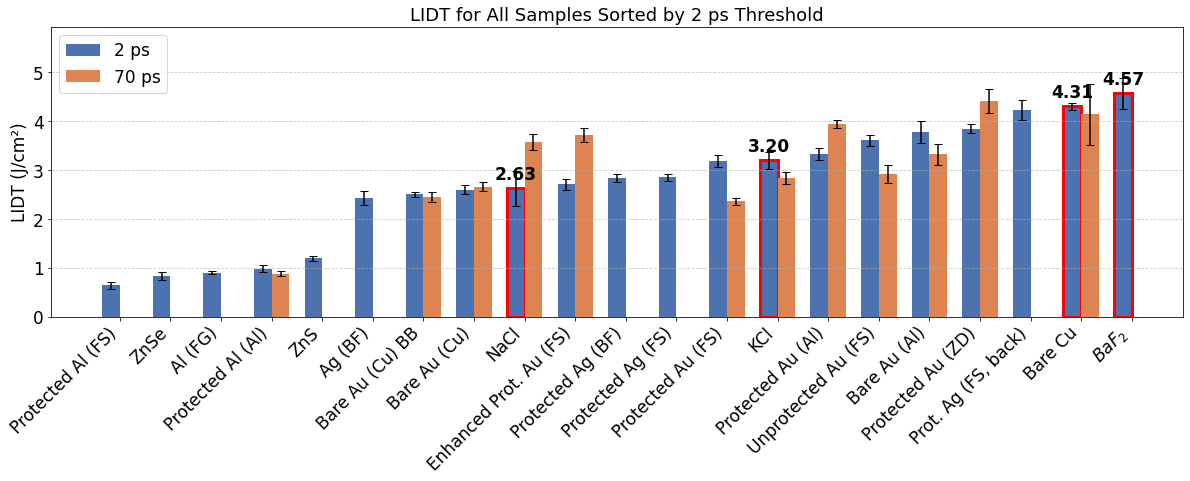 LIDT for All Samples Sorted by 2 ps Threshold
2 ps
70 ps
LIDT (J/cm²)
5
4
3
2
1
0
2.63
3.20
4.31
4.57
Protected Al (FS)
ZnSe
Al (FG)
Protected Al (Al)
ZnS
Ag (BF)
Bare Au (Cu) BB
Bare Au (Cu)
NaCl
Enhanced Prot. Au (FS)
Protected Ag (BF)
Protected Ag (FS)
Protected Au (FS)
KCl
Protected Au (Al)
Unprotected Au (FS)
Bare Au (Al)
Protected Au (ZD)
Prot. Ag (FS, back)
Bare Cu
BaF₂